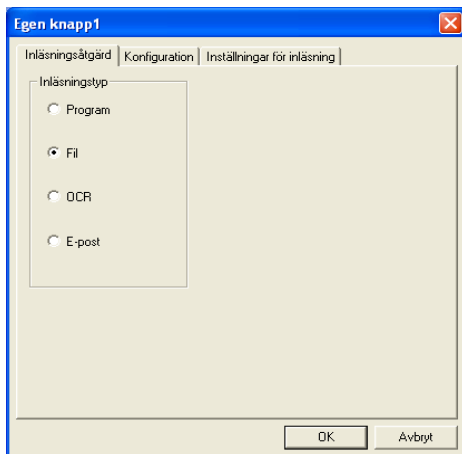 Egen knapp1
Inläsningsåtgärd Konfiguration Inställningar för inläsning
Inläsningstyp
Program
Fil
OCR
E-post
OK Avbryt